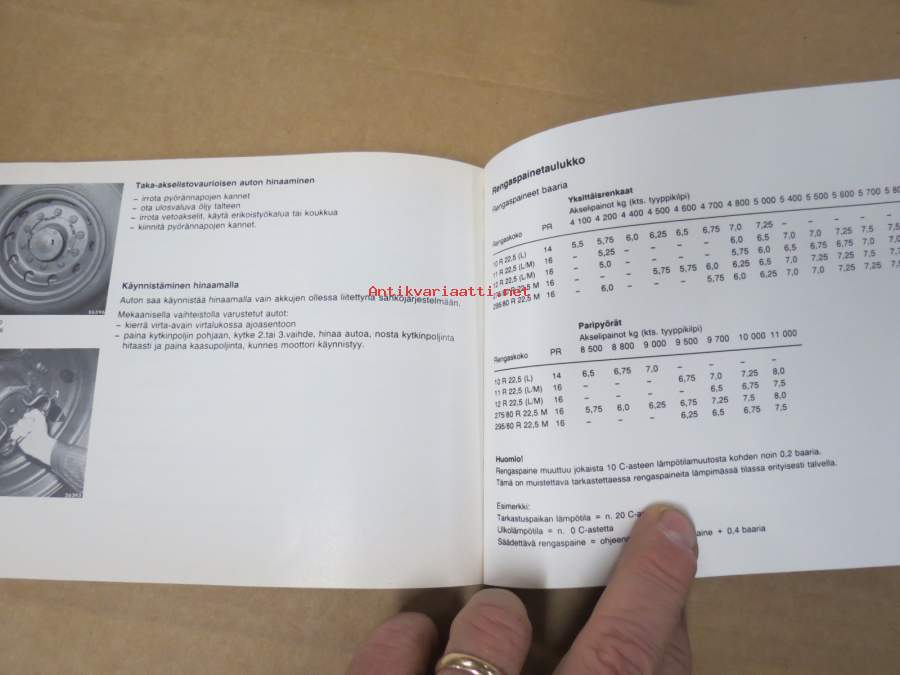 Taka-akselistovaurioisen auton hinaaminen
– irrota pyörännapojen kannet
– ota ulosvaluva öljy talteen
– irrota vetoakselit, käytä erikoistyökalua tai koukkua
– kiinnitä pyörännapojen kannet.
Käynnistäminen hinaamalla
Auton saa käynnistää hinaamalla vain akkujen ollessa liitettynä sähköjärjestelmään.
Mekaanisella vaihteistolla varustetut autot:
– kierrä virta-avain virtalukossa ajoasentoon
– paina kytkinpoljin pohjaan, kytke 2.tai 3.vaihde, hinaa autoa, nosta kytkinpoljinta
hitaasti ja paina kaasupoljinta, kunnes moottori käynnistyy.
Antikvariaatti.net
Rengaspainetaulukko
Rengaspaineet baaria
Yksittäisrenkaat
Akselipainot kg (kts. tyyppikilpi)
Rengaskoko PR 4 100 4 200 4 400 4 500 4 600 4 700 4 800 5 000 5 400 5 500 5 600 5 700 5 80
10 R 22,5 (L) 14 5,5 5,75 6,0 6,25 6,5 6,75 7,0 7,25 – – – –
11 R 22,5 (L/M) 16 – 5,25 – – – – 6,0 6,5 7,0 7,0 7,25 7,5 7,5
12 R 22,5 (L/M) 16 – 5,0 – – – – 5,75 6,0 6,5 6,75 6,75 7,0 7,0
M 16 – – – 5,75 5,75 6,0 6,25 6,5 7,0 7,25 7,25 7,5
295/80 R 22,5 M 16 – 6,0 – – – 5,75 6,0 6,25 7,0 7,0 7,25 7,25
Paripyörät
Akselipainot kg (kts. tyyppikilpi)
Rengaskoko PR 8 500 8 800 9 000 9 500 9 700 10 000 11 000
10 R 22,5 (L) 14 6,5 6,75 7,0 – – – –
11 R 22,5 (L/M) 16 – – – 6,75 7,0 7,25 8,0
12 R 22,5 (L/M) 16 – – – – 6,5 6,75 7,5
275/80 R 22,5 M 16 5,75 6,0 6,25 6,75 7,25 7,5 8,0
295/80 R 22,5 M 16 – – – 6,25 6,5 6,75 7,5
Huomio!
Rengaspaine muuttuu jokaista 10 C-asteen lämpötilamuutosta kohden noin 0,2 baaria.
Tämä on muistettava tarkastettaessa rengaspaineita lämpimässä tilassa erityisesti talvella.
Esimerkki:
Tarkastuspaikan lämpötila = n. 20 C-as
Ulkolämpötila = n. 0 C-astetta
Säädettävä rengaspaine = ohjeenn aine + 0,4 baaria